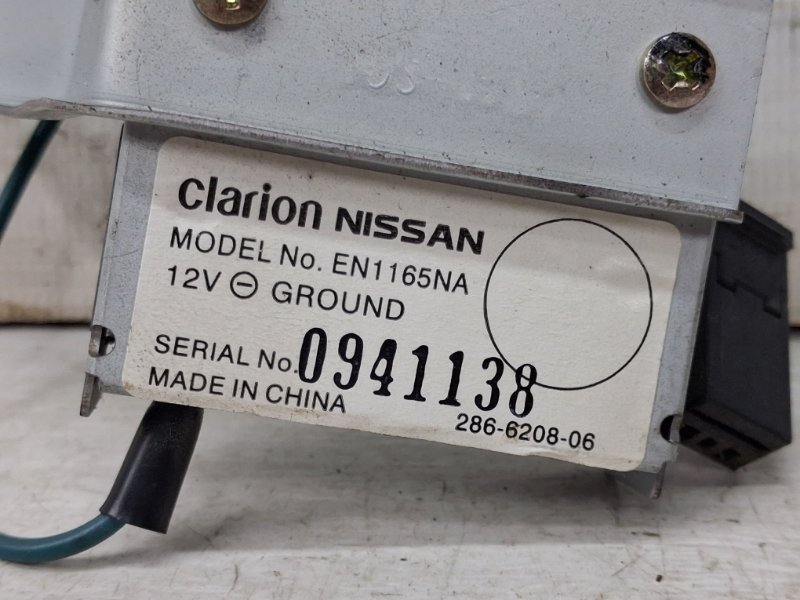 clarion NISSAN
MODEL No. EN1165NA
12V ⊖ GROUND
SERIAL No. 0941138
MADE IN CHINA
286-6208-06